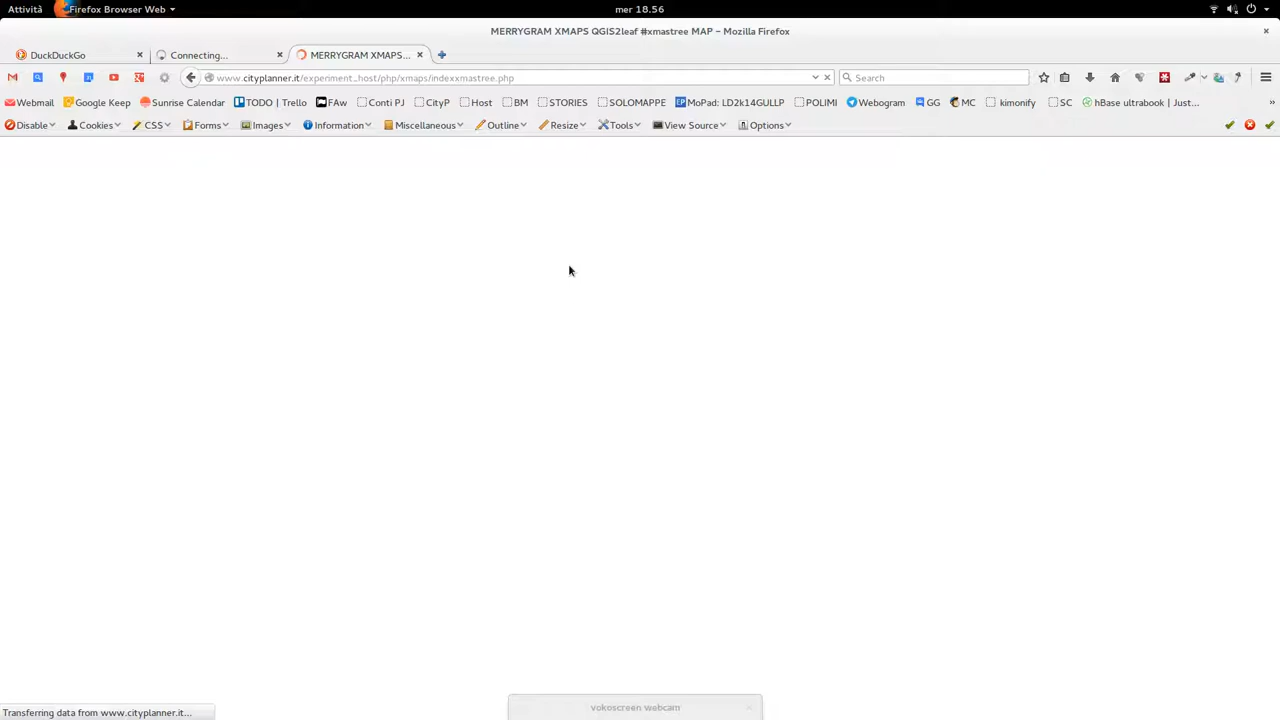 Attività Firefox Browser Web mer 18.56
MERRYGRAM XMAPS QGIS2leaf #xmastree MAP - Mozilla Firefox
DuckDuckGo Connecting... MERRYGRAM XMAPS...
www.cityplanner.it/experiment_host/php/xmaps/indexxmastree.php Search
Webmail Google Keep Sunrise Calendar TODO | Trello FAw Conti PJ CityP Host BM STORIES SOLOMAPPE MoPad: LD2k14GULLP POLIMI Webogram GG MC kimonify SC hBase ultrabook | Just... »
Disable Cookies CSS Forms Images Information Miscellaneous Outline Resize Tools View Source Options
vokoscreen webcam
Transferring data from www.cityplanner.it...